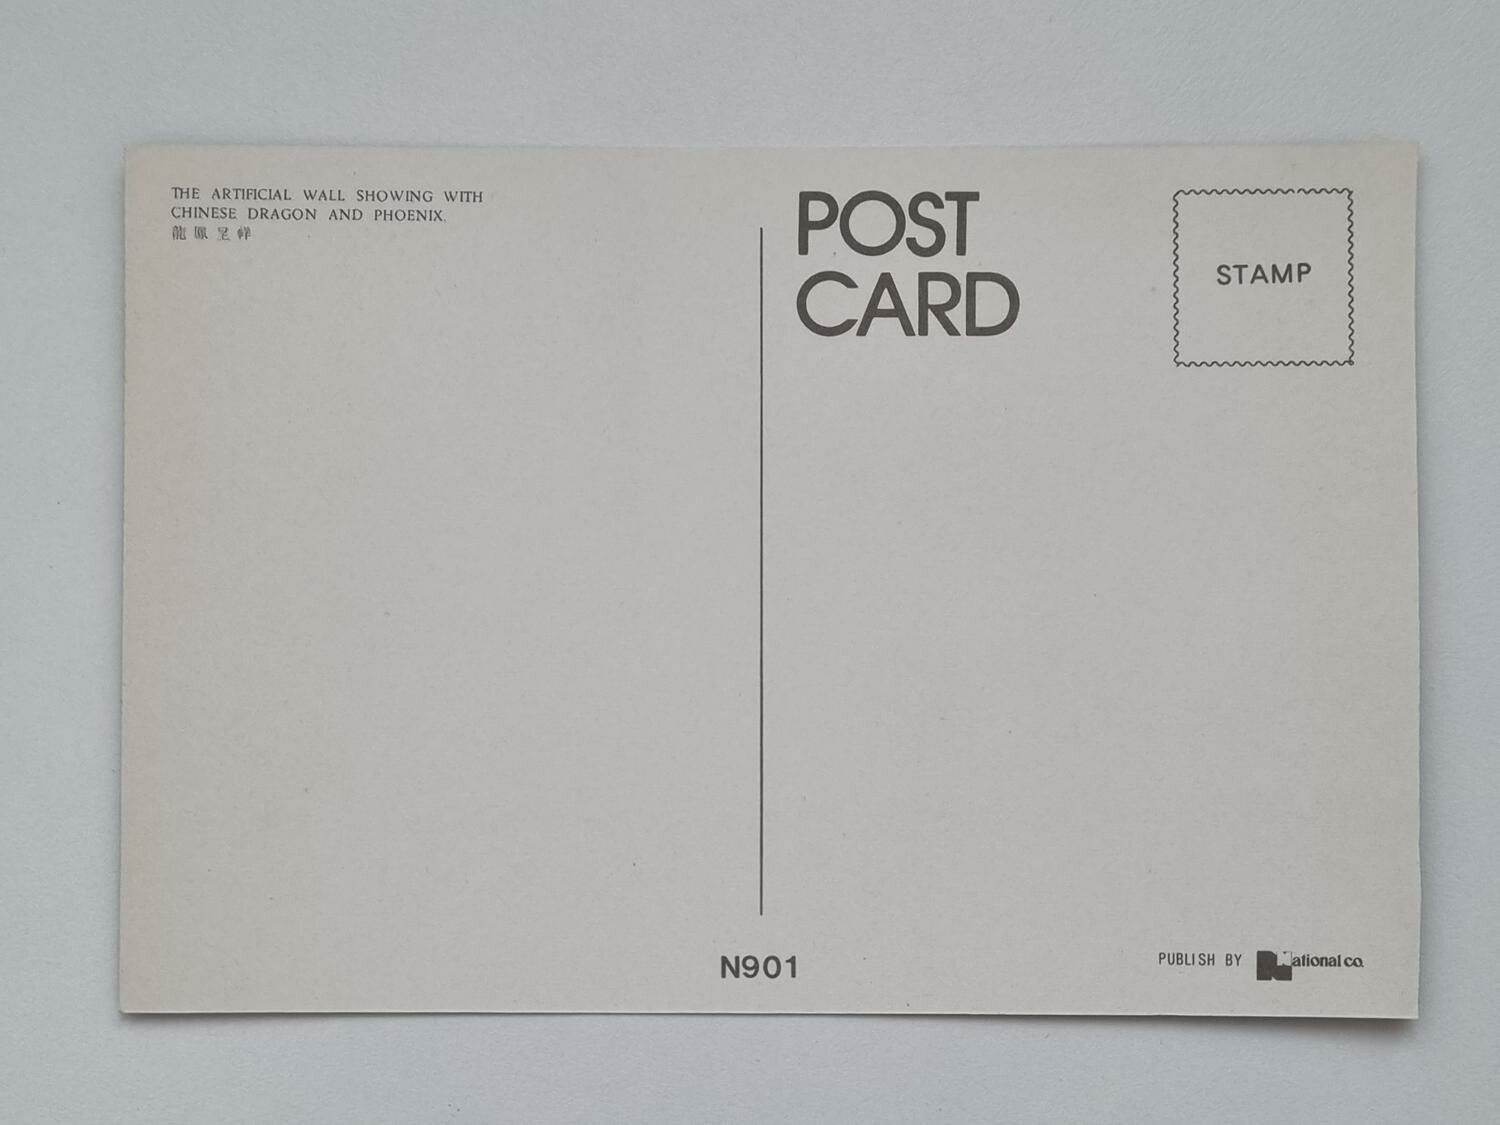 THE ARTIFICIAL WALL SHOWING WITH
CHINESE DRAGON AND PHOENIX.
龍鳳呈祥
POST
CARD
STAMP
N901
PUBLISH BY National co.